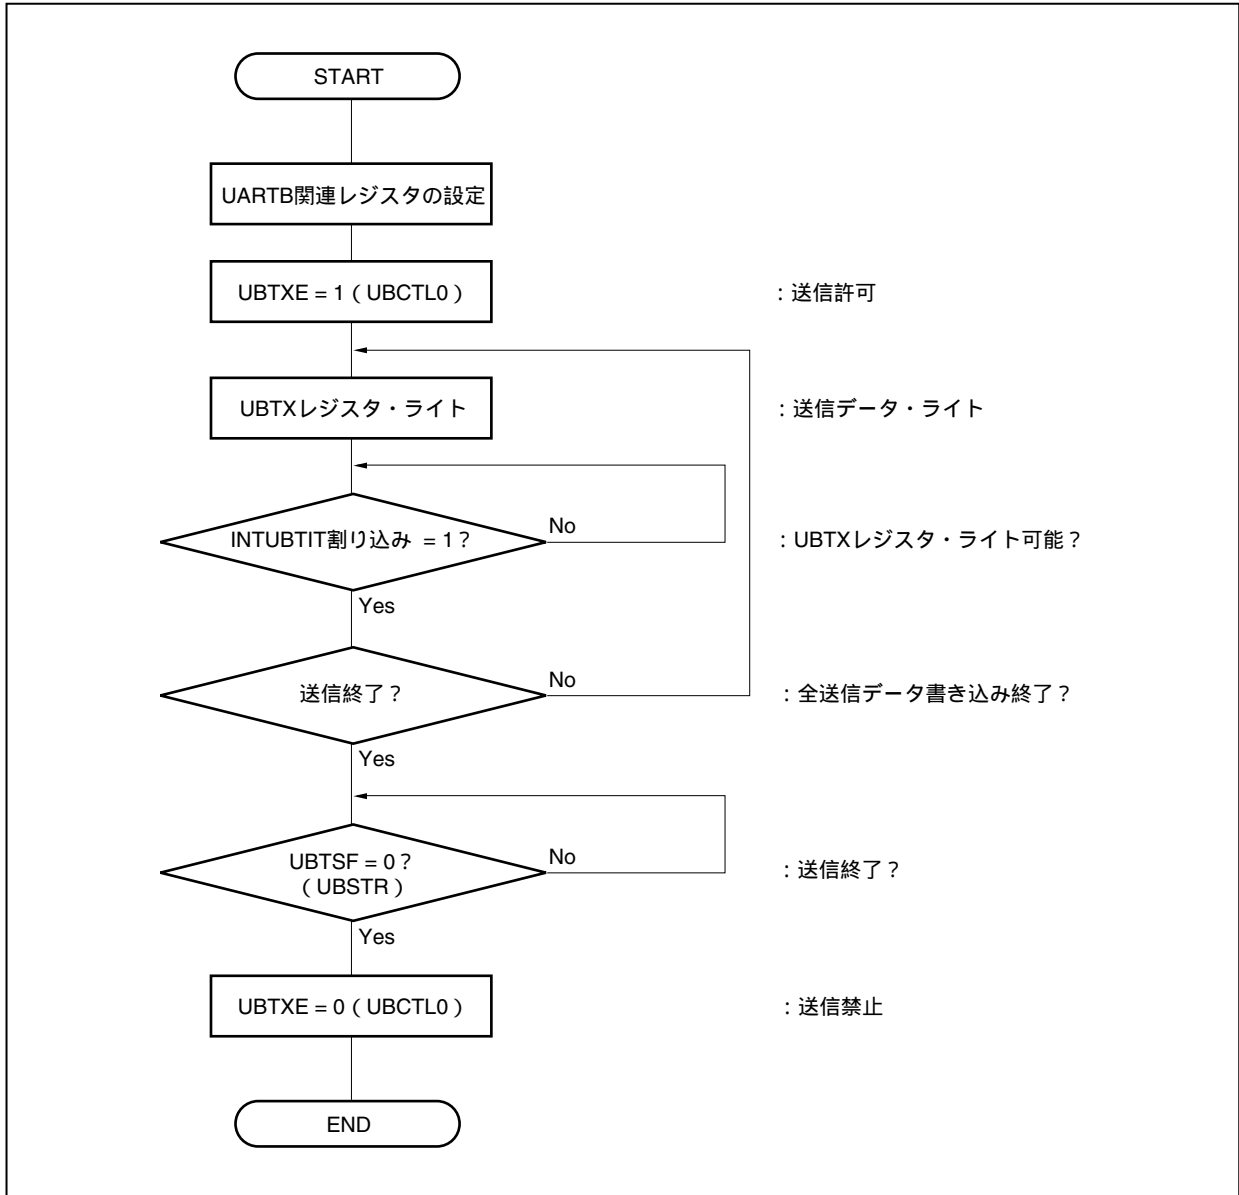 START
UARTB関連レジスタの設定
UBTXE = 1 ( UBCTL0 )
：送信許可
UBTXレジスタ・ライト
：送信データ・ライト
INTUBTIT割り込み = 1？
No
：UBTXレジスタ・ライト可能？
Yes
送信終了？
No
：全送信データ書き込み終了？
Yes
UBTSF = 0？
( UBSTR )
No
：送信終了？
Yes
UBTXE = 0 ( UBCTL0 )
：送信禁止
END